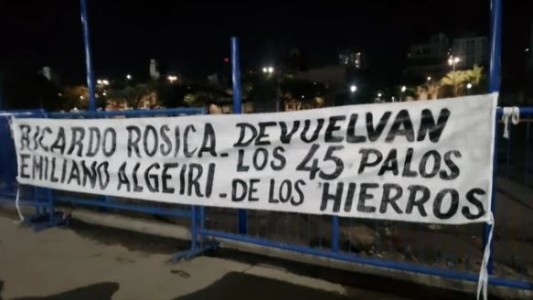 RICARDO ROSICA - DEVUELVAN
EMILIANO ALGEIRI - LOS 45 PALOS
DE LOS HIERROS